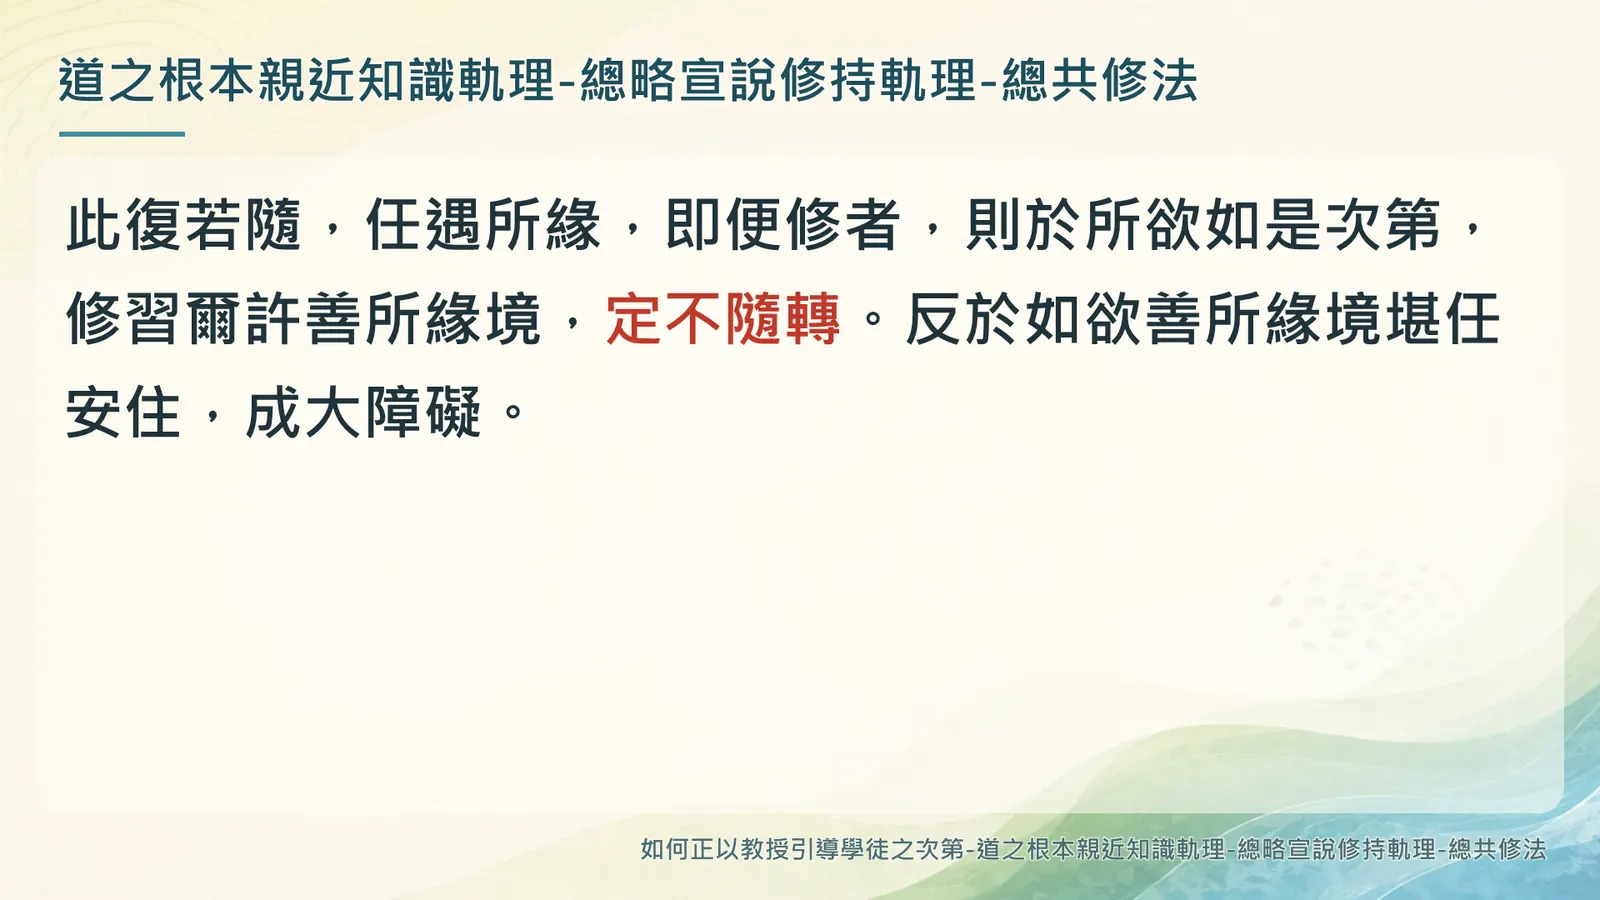 道之根本親近知識軌理-總略宣說修持軌理-總共修法
此復若隨，任遇所緣，即便修者，則於所欲如是次第，
修習爾許善所緣境，定不隨轉。反於如欲善所緣境堪任
安住，成大障礙。
如何正以教授引導學徒之次第-道之根本親近知識軌理-總略宣說修持軌理-總共修法